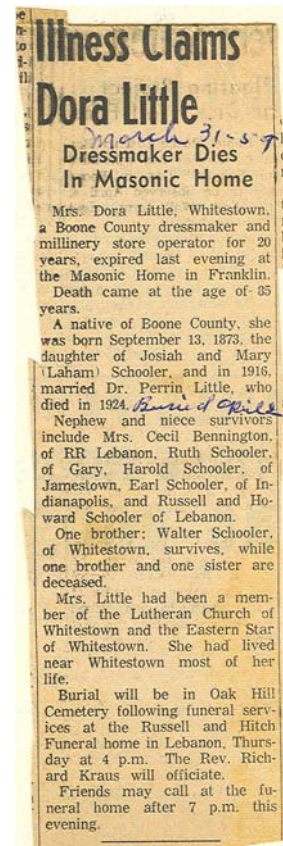 Illness Claims
Dora Little
March 31-59
Dressmaker Dies
In Masonic Home
Mrs. Dora Little, Whitestown,
a Boone County dressmaker and
millinery store operator for 20
years, expired last evening at
the Masonic Home in Franklin.
Death came at the age of 85
years.
A native of Boone County, she
was born September 13, 1873, the
daughter of Josiah and Mary
(Laham) Schooler, and in 1916,
married Dr. Perrin Little, who
died in 1924. Buried
Nephew and niece survivors
include Mrs. Cecil Bennington,
of RR Lebanon, Ruth Schooler,
of Gary, Harold Schooler, of
Jamestown, Earl Schooler, of In-
dianapolis, and Russell and Ho-
ward Schooler of Lebanon.
One brother; Walter Schooler,
of Whitestown, survives, while
one brother and one sister are
deceased.
Mrs. Little had been a mem-
ber of the Lutheran Church of
Whitestown and the Eastern Star
of Whitestown. She had lived
near Whitestown most of her
life.
Burial will be in Oak Hill
Cemetery following funeral serv-
ices at the Russell and Hitch
Funeral home in Lebanon, Thurs-
day at 4 p.m. The Rev. Rich-
ard Kraus will officiate.
Friends may call at the fu-
neral home after 7 p.m. this
evening.